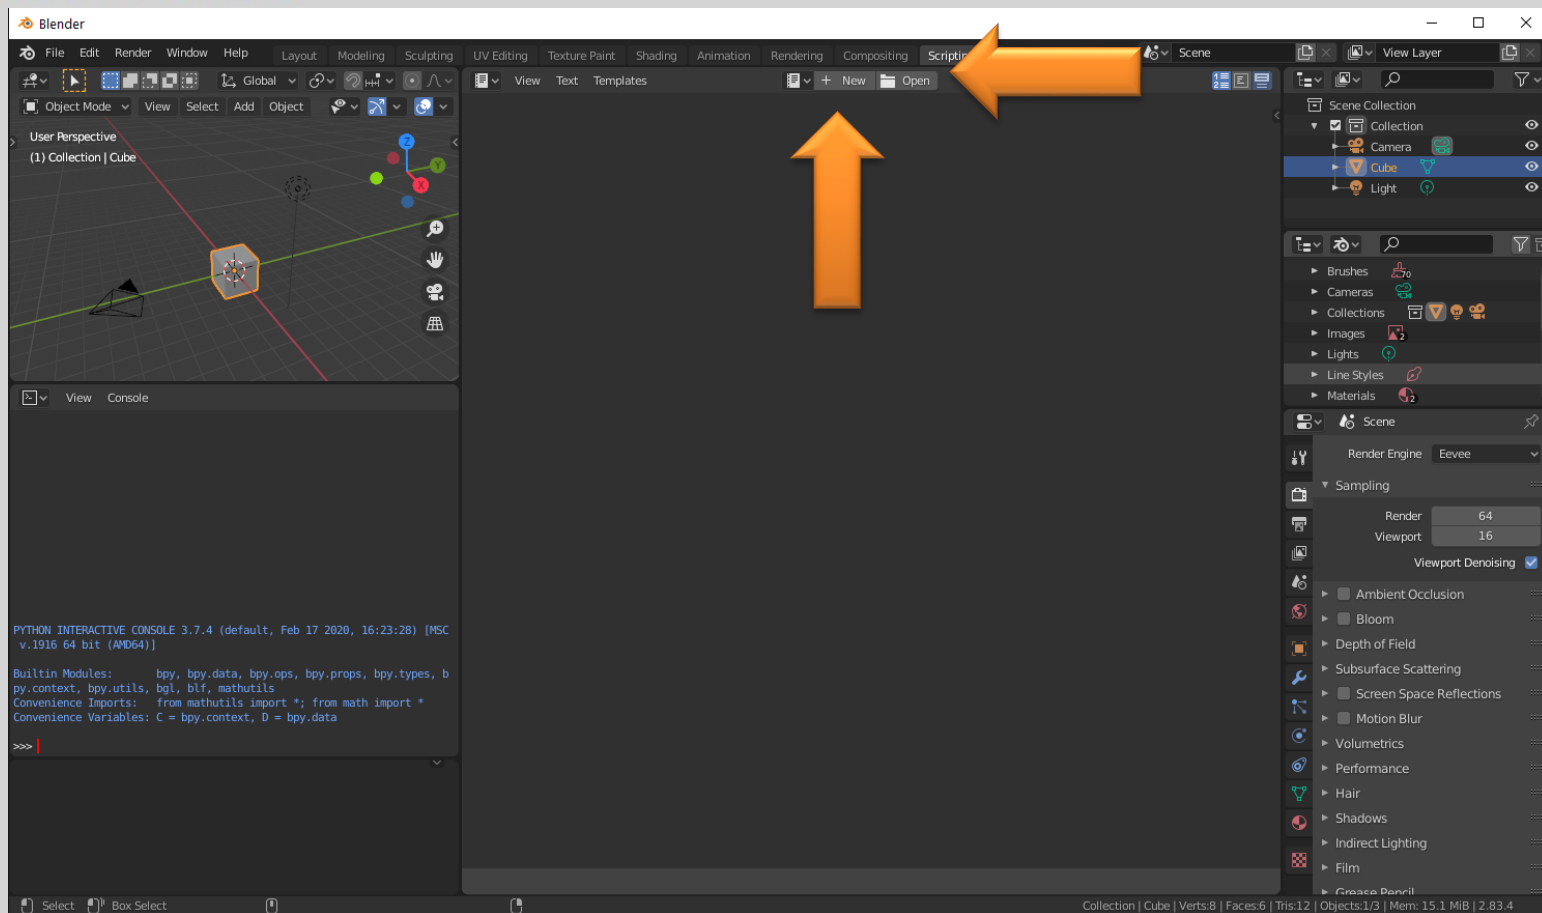 Blender
File Edit Render Window Help Layout Modeling Sculpting UV Editing Texture Paint Shading Animation Rendering Compositing Scene View Layer
Global View Text Templates New Open
Object Mode View Select Add Object
User Perspective
(1) Collection | Cube
Z
Y
X
View Console
PYTHON INTERACTIVE CONSOLE 3.7.4 (default, Feb 17 2020, 16:23:28) [MSC
v.1916 64 bit (AMD64)]
Builtin Modules: bpy, bpy.data, bpy.ops, bpy.props, bpy.types, b
py.context, bpy.utils, bgl, blf, mathutils
Convenience Imports: from mathutils import *; from math import *
Convenience Variables: C = bpy.context, D = bpy.data
>>>
Scene Collection
Collection
Camera
Cube
Light
Brushes 70
Cameras
Collections
Images 2
Lights
Line Styles
Materials 2
Scene
Render Engine Eevee
Sampling
Render 64
Viewport 16
Viewport Denoising
Ambient Occlusion
Bloom
Depth of Field
Subsurface Scattering
Screen Space Reflections
Motion Blur
Volumetrics
Performance
Hair
Shadows
Indirect Lighting
Film
Grease Pencil
Select Box Select Collection | Cube | Verts:8 | Faces:6 | Tris:12 | Objects:1/3 | Mem: 15.1 MiB | 2.83.4